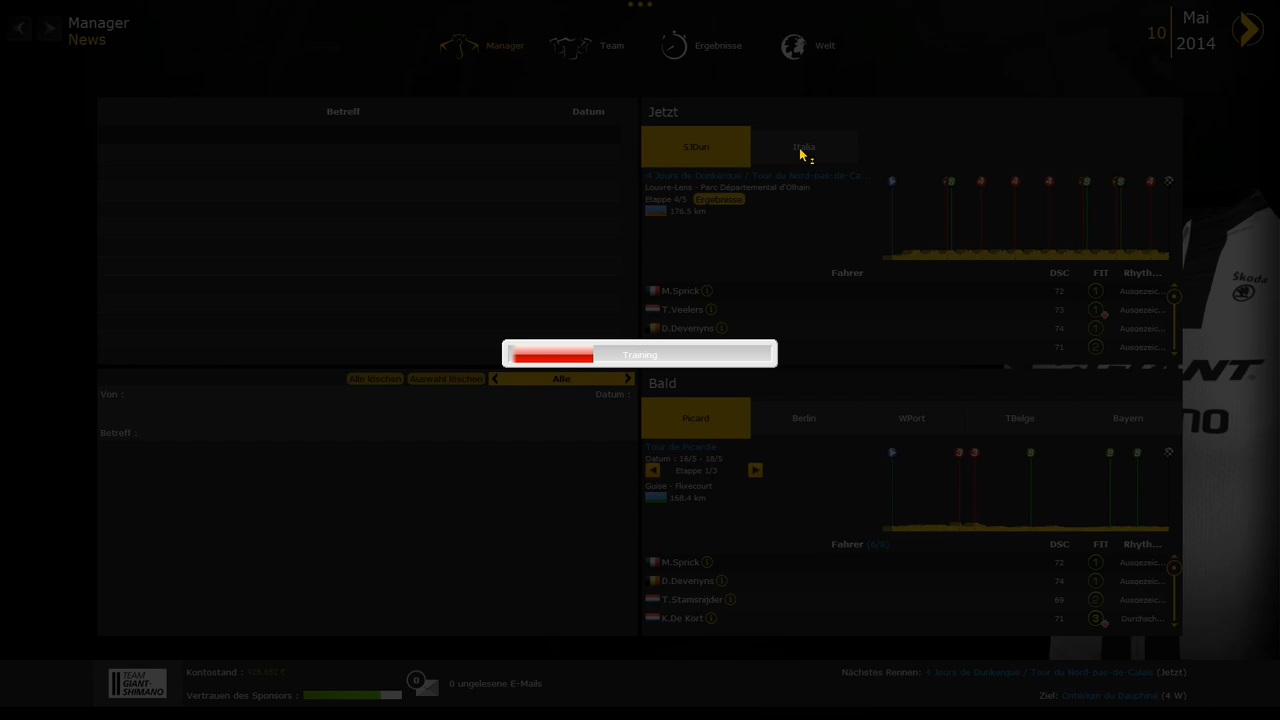 Manager
News
Manager
Team
Ergebnisse
Welt
10
Mai
2014
Betreff Datum
Jetzt
SJDun Italia
4 Jours de Dunkerque / Tour du Nord-pas-de-Ca...
Louvre-Lens - Parc Départemental d'Olhain
Etappe 4/5 Ergebnisse
176.5 km
Fahrer DSC FIT Rhyth...
M.Sprick 72 1 Ausgezeic...
T.Veelers 73 1 Ausgezeic...
D.Devenyns 74 1 Ausgezeic...
71 2 Ausgezeic...
Training
Alle löschen Auswahl löschen Alle
Von : Datum :
Betreff :
Bald
Picard Berlin WPort TBelge Bayern
Tour de Picardie
Datum : 16/5 - 18/5
Etappe 1/3
Guise - Flixecourt
168.4 km
Fahrer (6/8) DSC FIT Rhyth...
M.Sprick 72 1 Ausgezeic...
D.Devenyns 74 1 Ausgezeic...
T.Stamsnijder 69 2 Ausgezeic...
K.De Kort 71 3 Durchsch...
Škoda
TEAM
GIANT-
SHIMANO
Kontostand :
Vertrauen des Sponsors :
0
0 ungelesene E-Mails
Nächstes Rennen: 4 Jours de Dunkerque / Tour du Nord-pas-de-Calais (Jetzt)
Ziel: Critérium du Dauphiné (4 W)